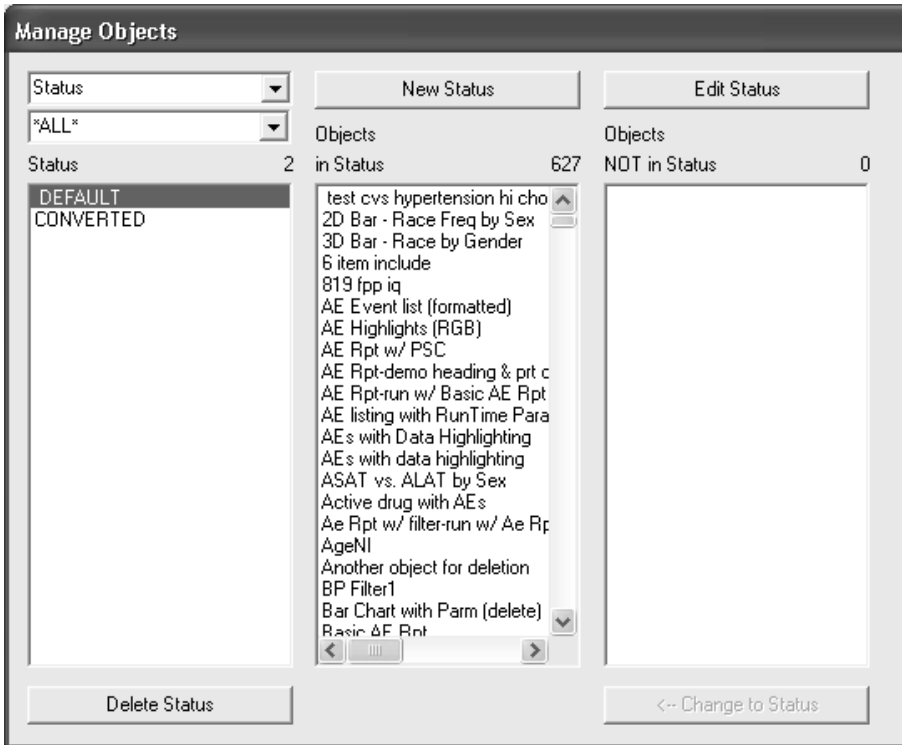 Manage Objects
Status
New Status
Edit Status
*ALL*
Objects
Objects
Status 2
in Status 627
NOT in Status 0
DEFAULT
CONVERTED
test cvs hypertension hi cho
2D Bar - Race Freq by Sex
3D Bar - Race by Gender
6 item include
819 fpp iq
AE Event list (formatted)
AE Highlights (RGB)
AE Rpt w/ PSC
AE Rpt-demo heading & prt c
AE Rpt-run w/ Basic AE Rpt
AE listing with RunTime Para
AEs with Data Highlighting
AEs with data highlighting
ASAT vs. ALAT by Sex
Active drug with AEs
Ae Rpt w/ filter-run w/ Ae Rp
AgeNI
Another object for deletion
BP Filter1
Bar Chart with Parm (delete)
Basic AE Rpt
Delete Status
<-- Change to Status